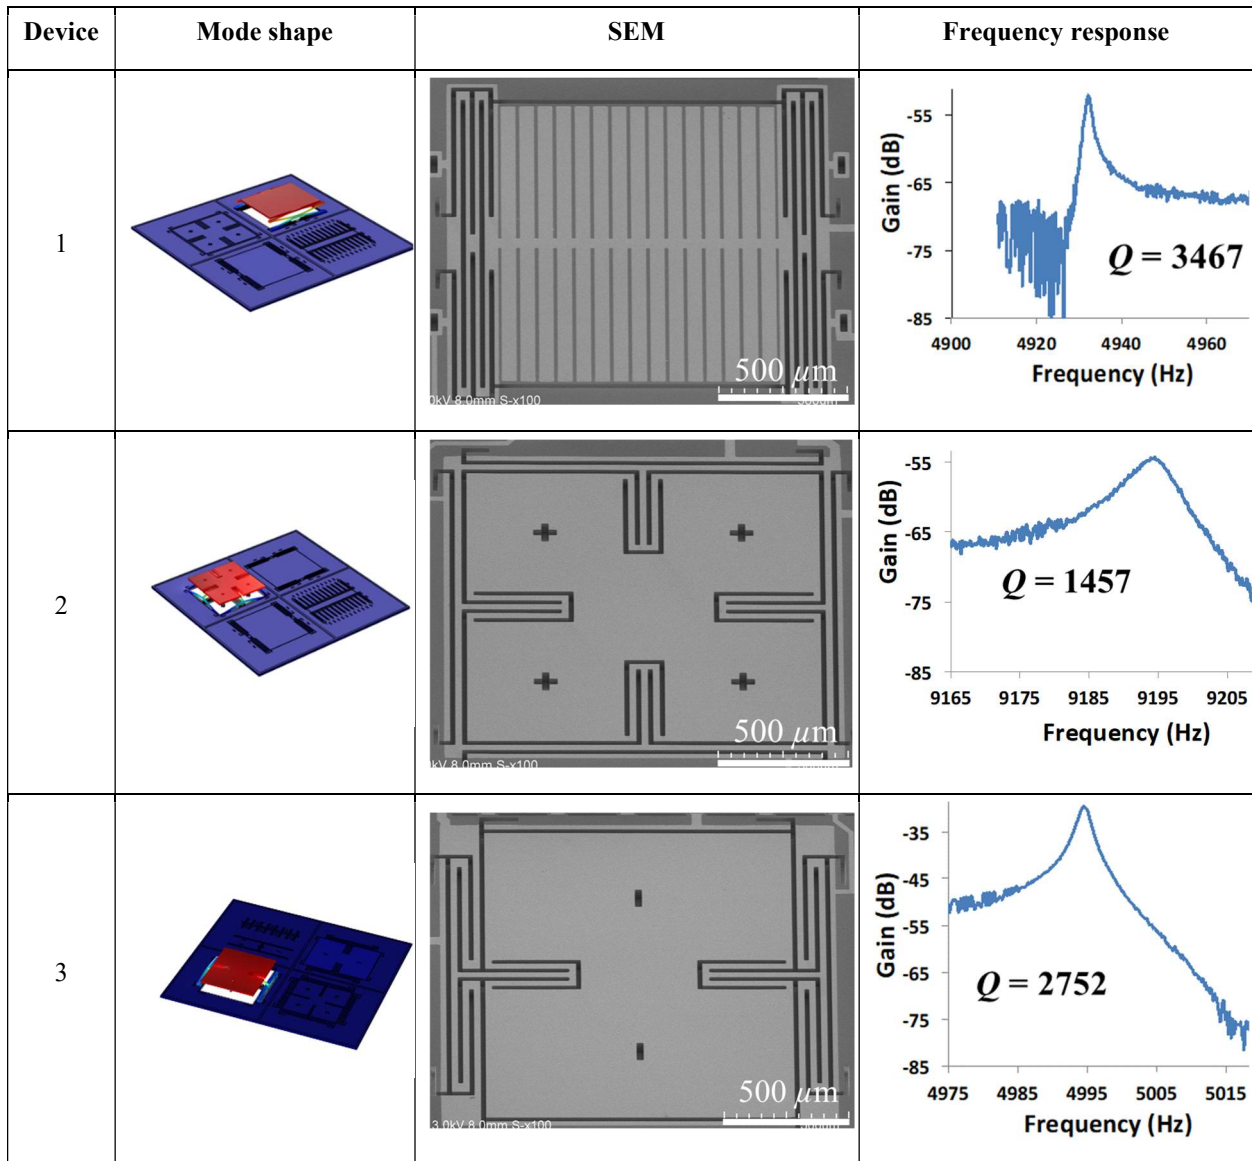 Device Mode shape SEM Frequency response
1
500 μm
0kV 8.0mm S-x100
Gain (dB)
-55
-65
-75
-85
Q = 3467
4900 4920 4940 4960
Frequency (Hz)
2
500 μm
0kV 8.0mm S-x100
Gain (dB)
-55
-65
-75
-85
Q = 1457
9165 9175 9185 9195 9205
Frequency (Hz)
3
500 μm
3.0kV 8.0mm S-x100
Gain (dB)
-35
-45
-55
-65
-75
-85
Q = 2752
4975 4985 4995 5005 5015
Frequency (Hz)